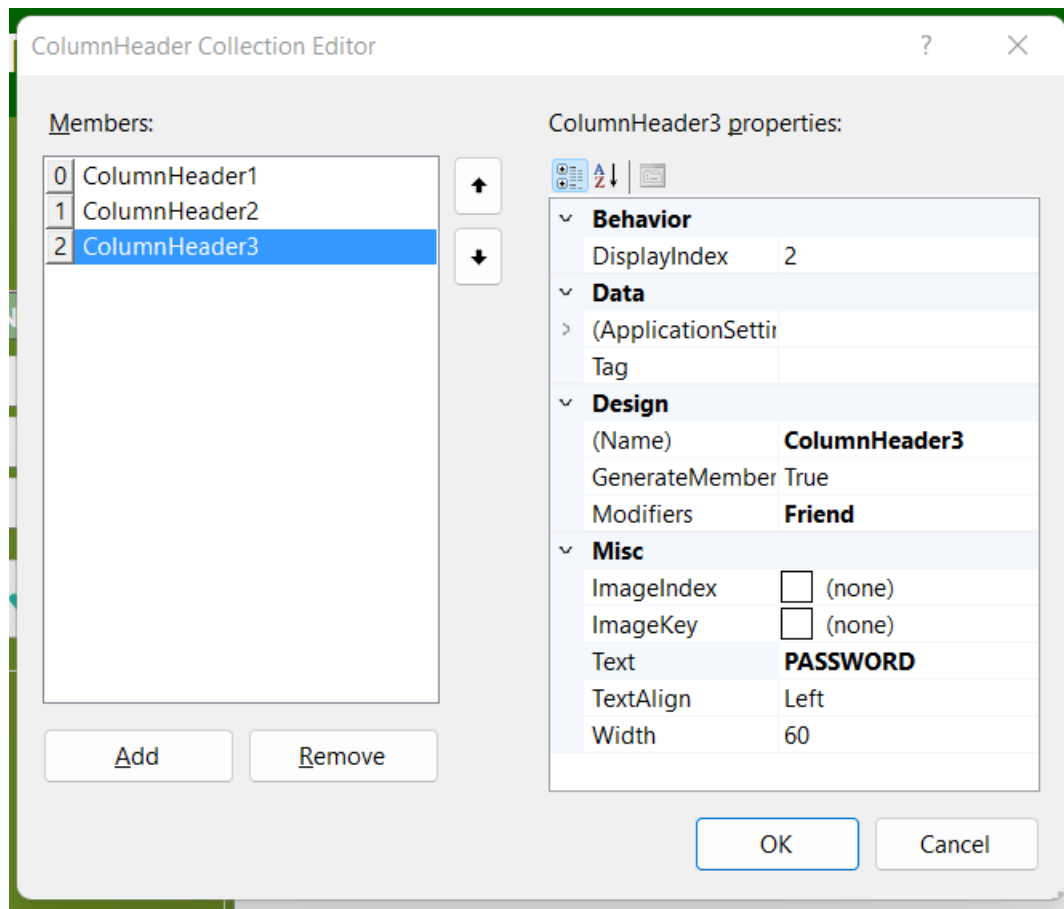 ColumnHeader Collection Editor
?
Members:
ColumnHeader3 properties:
0 ColumnHeader1
1 ColumnHeader2
2 ColumnHeader3
Behavior
DisplayIndex 2
Data
(ApplicationSettin
Tag
Design
(Name) ColumnHeader3
GenerateMember True
Modifiers Friend
Misc
ImageIndex (none)
ImageKey (none)
Text PASSWORD
TextAlign Left
Width 60
Add
Remove
OK
Cancel